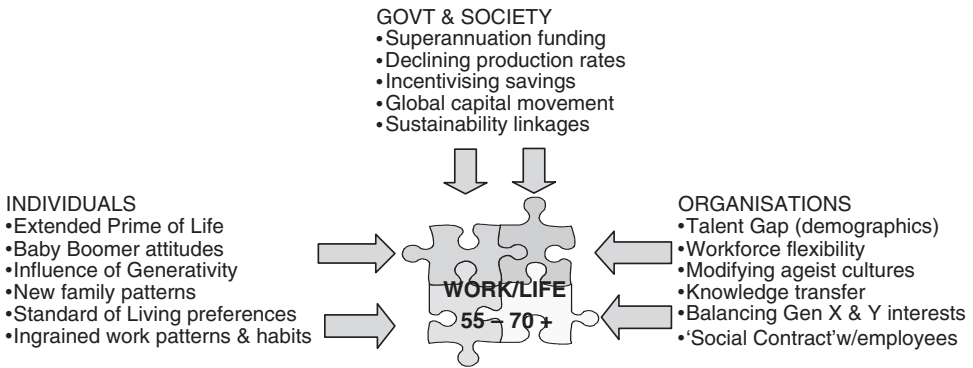 GOVT & SOCIETY
•Superannuation funding
•Declining production rates
•Incentivising savings
•Global capital movement
•Sustainability linkages
INDIVIDUALS
•Extended Prime of Life
•Baby Boomer attitudes
•Influence of Generativity
•New family patterns
•Standard of Living preferences
•Ingrained work patterns & habits
WORK/LIFE
55 – 70 +
ORGANISATIONS
•Talent Gap (demographics)
•Workforce flexibility
•Modifying ageist cultures
•Knowledge transfer
•Balancing Gen X & Y interests
•‘Social Contract’w/employees